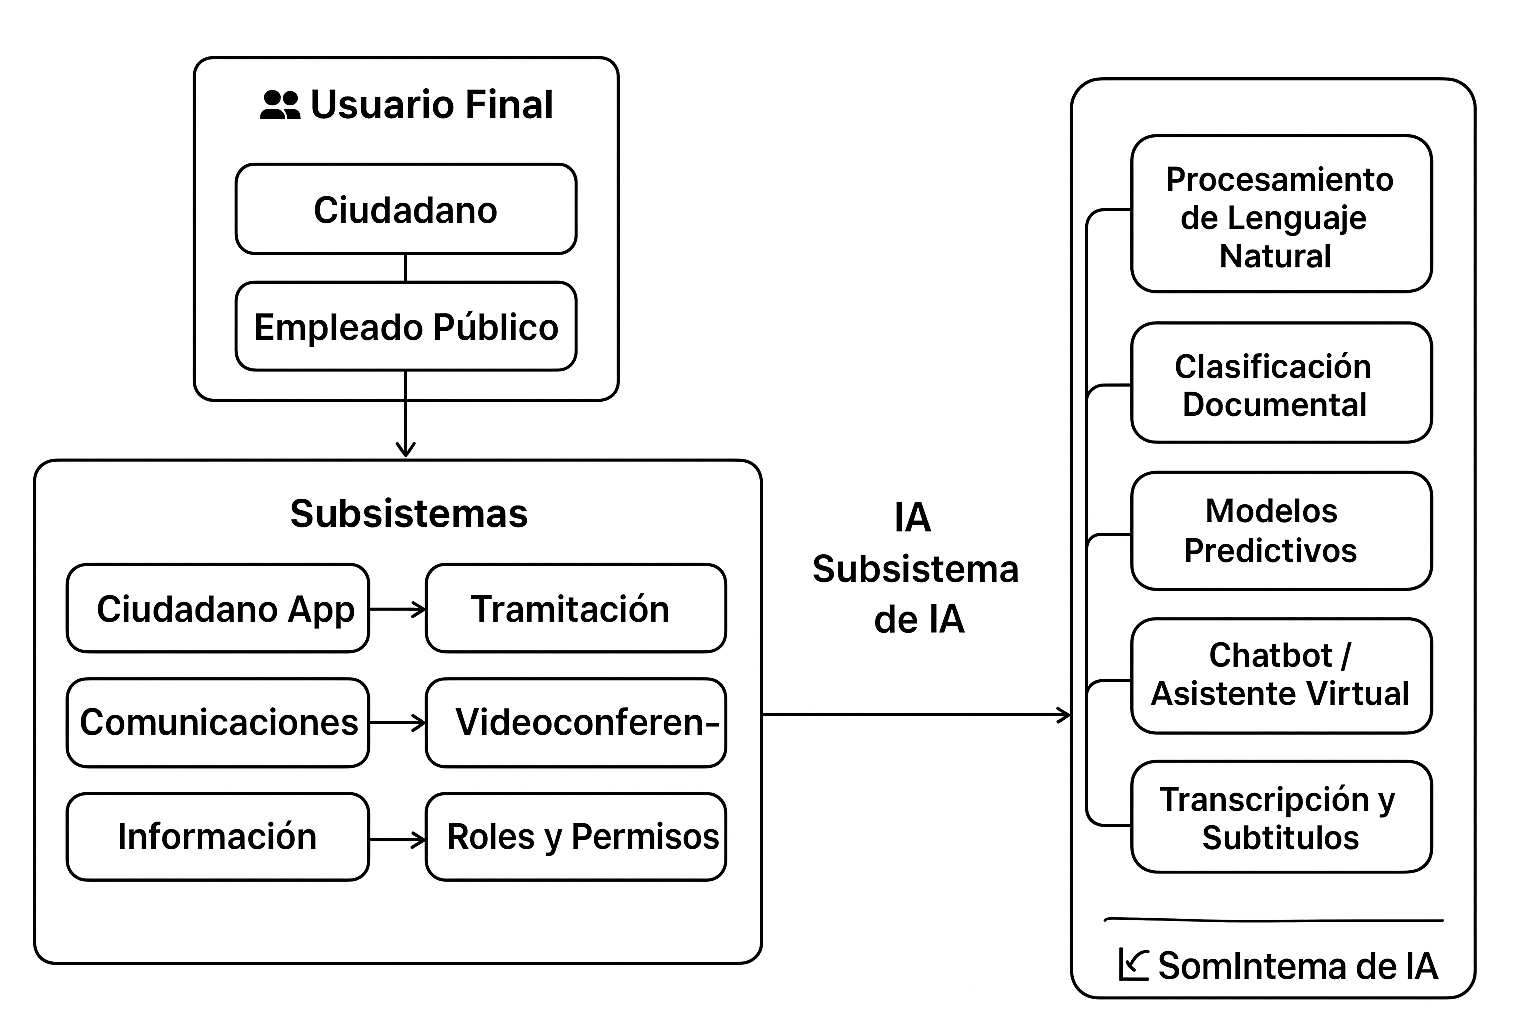 Usuario Final
Ciudadano
Empleado Público
Subsistemas
Ciudadano App
Tramitación
Comunicaciones
Videoconferen-
Información
Roles y Permisos
IA
Subsistema
de IA
Procesamiento
de Lenguaje
Natural
Clasificación
Documental
Modelos
Predictivos
Chatbot /
Asistente Virtual
Transcripción y
Subtitulos
SomIntema de IA